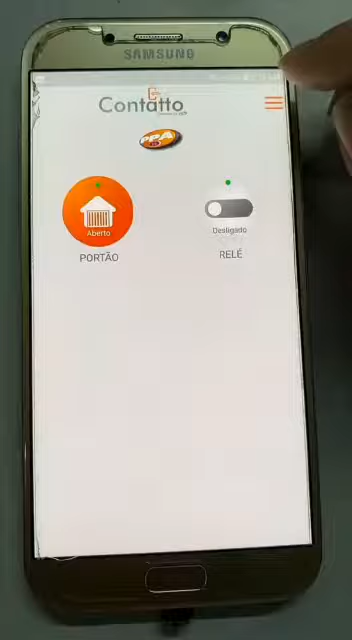 SAMSUNG
Contatto
PPA
Aberto
Desligado
PORTÃO
RELÉ